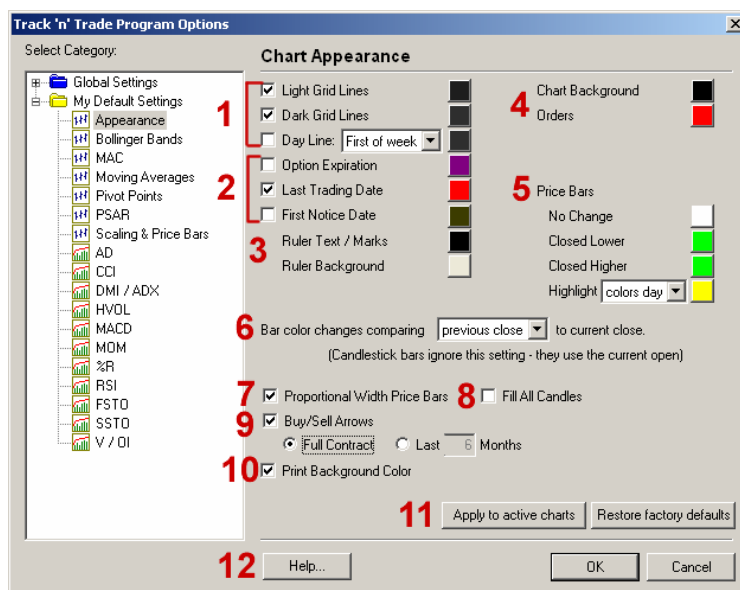 Track 'n' Trade Program Options
Select Category:
Global Settings
My Default Settings
Appearance
Bollinger Bands
MAC
Moving Averages
Pivot Points
PSAR
Scaling & Price Bars
AD
CCI
DMI / ADX
HVOL
MACD
MOM
%R
RSI
FSTO
SSTO
V / OI
Chart Appearance
1
Light Grid Lines
Dark Grid Lines
Day Line: First of week
2
Option Expiration
Last Trading Date
First Notice Date
3
Ruler Text / Marks
Ruler Background
4
Chart Background
Orders
5
Price Bars
No Change
Closed Lower
Closed Higher
Highlight colors day
6 Bar color changes comparing previous close to current close.
(Candlestick bars ignore this setting - they use the current open)
7 Proportional Width Price Bars 8 Fill All Candles
9 Buy/Sell Arrows
Full Contract Last 6 Months
10 Print Background Color
11 Apply to active charts Restore factory defaults
12 Help... OK Cancel